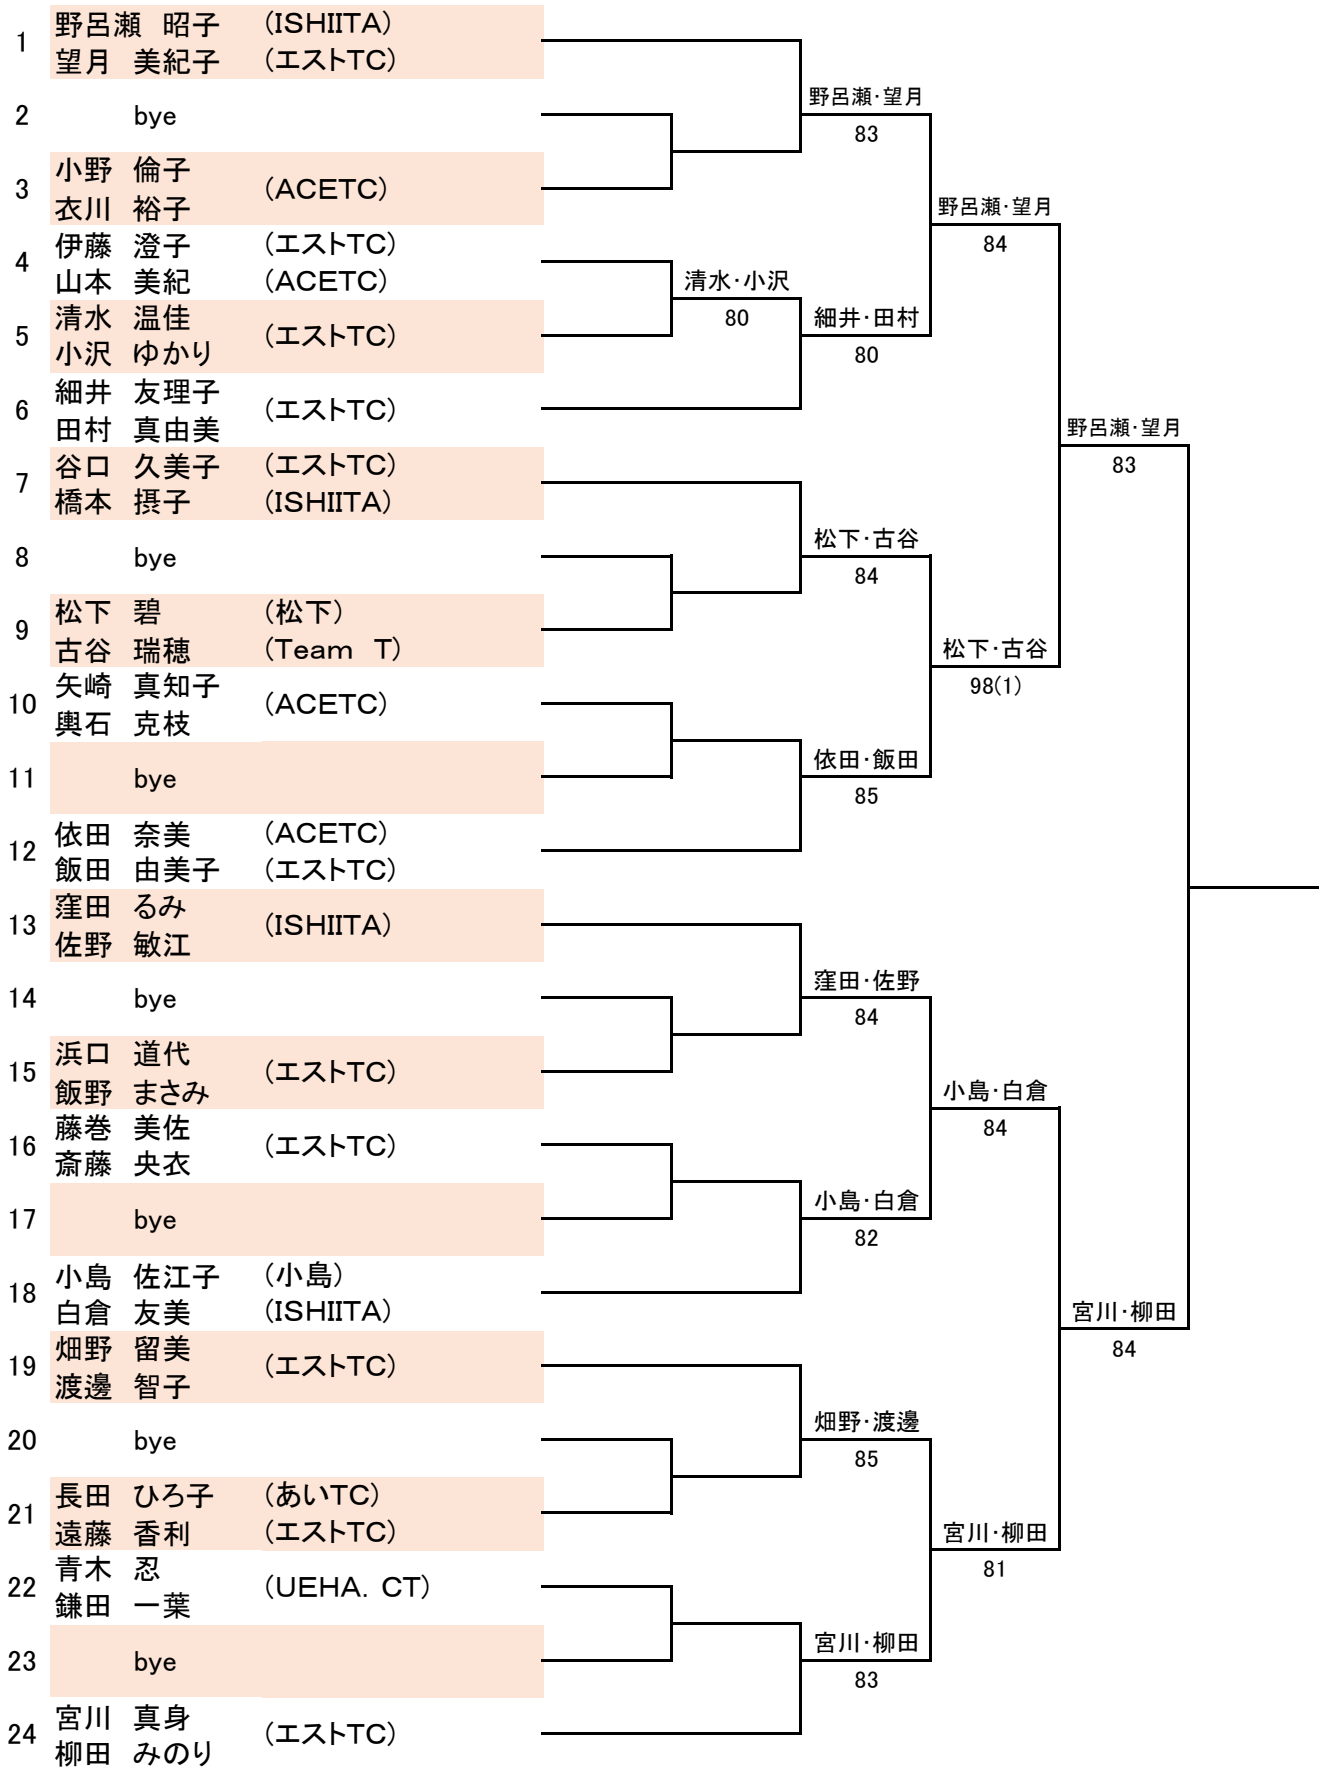 1 野呂瀬 昭子 (ISHIITA)
望月 美紀子 (エストTC)
2 bye
3 小野 倫子 (ACETC)
衣川 裕子
4 伊藤 澄子 (エストTC)
山本 美紀 (ACETC)
5 清水 温佳 (エストTC)
小沢 ゆかり
6 細井 友理子 (エストTC)
田村 真由美
7 谷口 久美子 (エストTC)
橋本 摂子 (ISHIITA)
8 bye
9 松下 碧 (松下)
古谷 瑞穂 (Team T)
10 矢崎 真知子 (ACETC)
輿石 克枝
11 bye
12 依田 奈美 (ACETC)
飯田 由美子 (エストTC)
13 窪田 るみ (ISHIITA)
佐野 敏江
14 bye
15 浜口 道代 (エストTC)
飯野 まさみ
16 藤巻 美佐 (エストTC)
斎藤 央衣
17 bye
18 小島 佐江子 (小島)
白倉 友美 (ISHIITA)
19 畑野 留美 (エストTC)
渡邊 智子
20 bye
21 長田 ひろ子 (あいTC)
遠藤 香利 (エストTC)
22 青木 忍 (UEHA. CT)
鎌田 一葉
23 bye
24 宮川 真身 (エストTC)
柳田 みのり
清水・小沢
80
野呂瀬・望月
83
細井・田村
80
松下・古谷
84
依田・飯田
85
窪田・佐野
84
小島・白倉
82
畑野・渡邊
85
宮川・柳田
83
野呂瀬・望月
84
松下・古谷
98(1)
小島・白倉
84
宮川・柳田
81
野呂瀬・望月
83
宮川・柳田
84